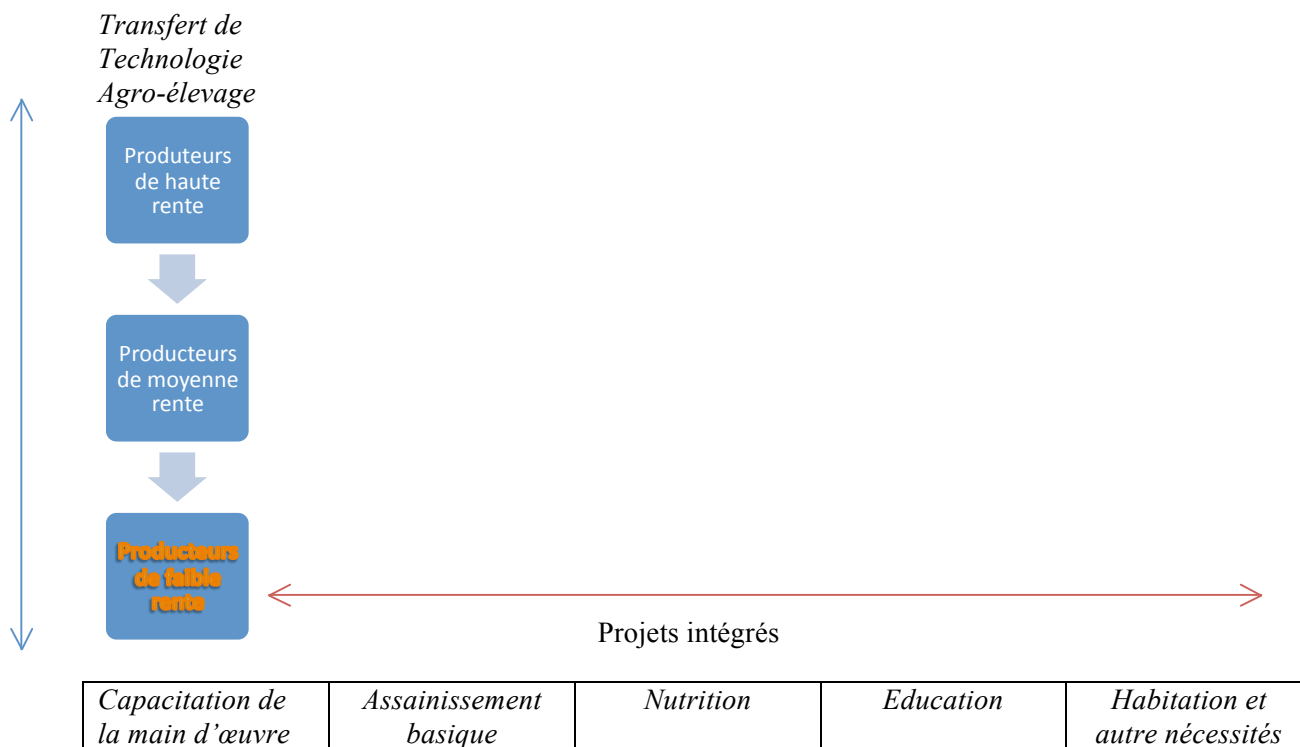 Transfert de
Technologie
Agro-élevage
Produteurs
de haute
rente
Producteurs
de moyenne
rente
Producteurs
de faible
rente
Projets intégrés
Capacitation de
la main d’œuvre
Assainissement
basique
Nutrition
Education
Habitation et
autre nécessités